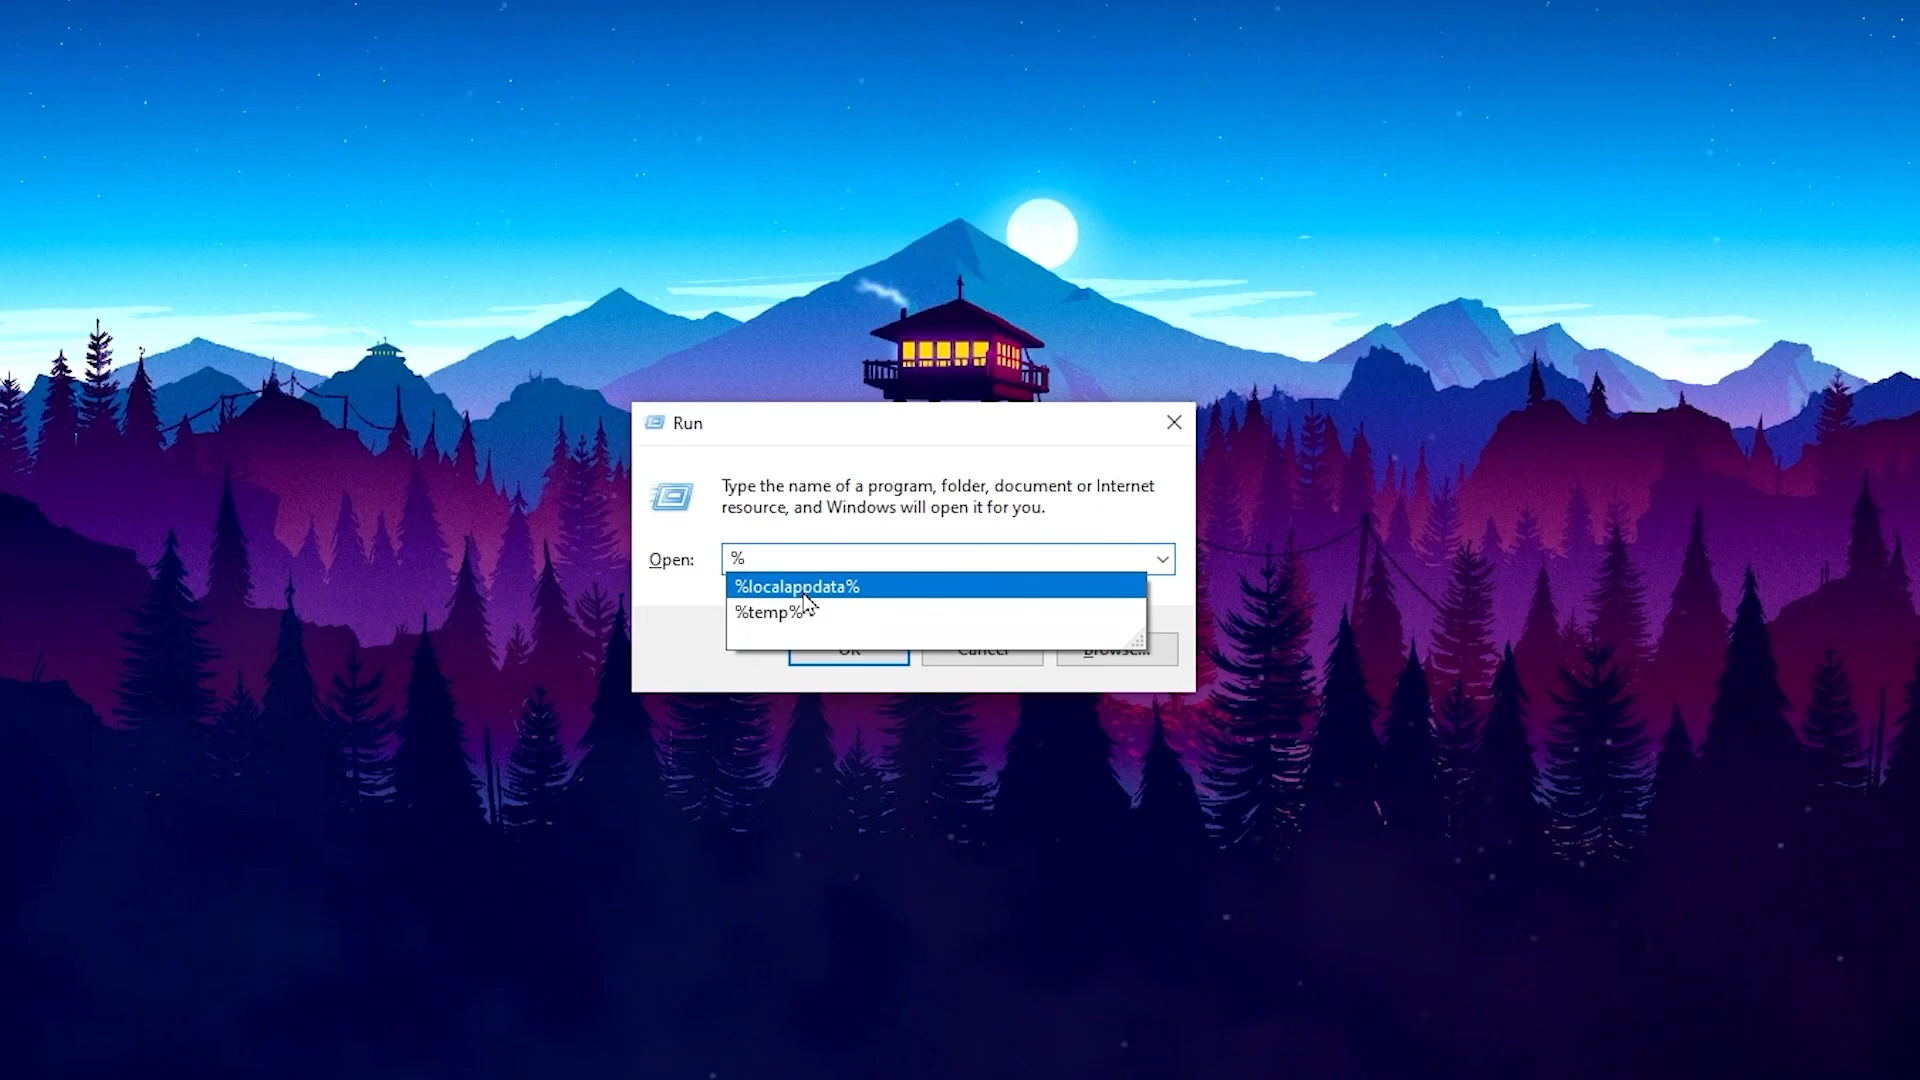 Run
Type the name of a program, folder, document or Internet
resource, and Windows will open it for you.
Open: %
%localappdata%
%temp%
OK Cancel Browse...